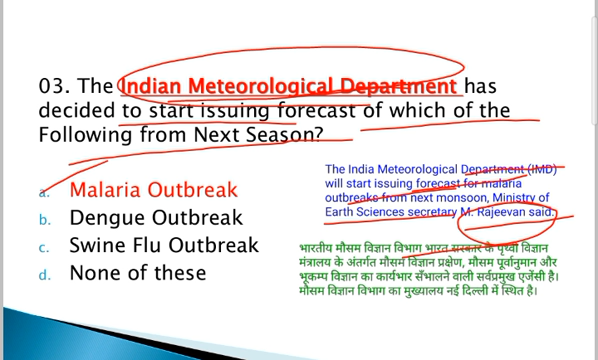 03. The Indian Meteorological Department has
decided to start issuing forecast of which of the
Following from Next Season?
a. Malaria Outbreak
b. Dengue Outbreak
c. Swine Flu Outbreak
d. None of these
The India Meteorological Department (IMD)
will start issuing forecast for malaria
outbreaks from next monsoon, Ministry of
Earth Sciences secretary M. Rajeevan said.
भारतीय मौसम विज्ञान विभाग भारत सरकार के पृथ्वी विज्ञान
मंत्रालय के अंतर्गत मौसम विज्ञान प्रक्षेण, मौसम पूर्वानुमान और
भूकम्प विज्ञान का कार्यभार सँभालने वाली सर्वप्रमुख एजेंसी है।
मौसम विज्ञान विभाग का मुख्यालय नई दिल्ली में स्थित है।